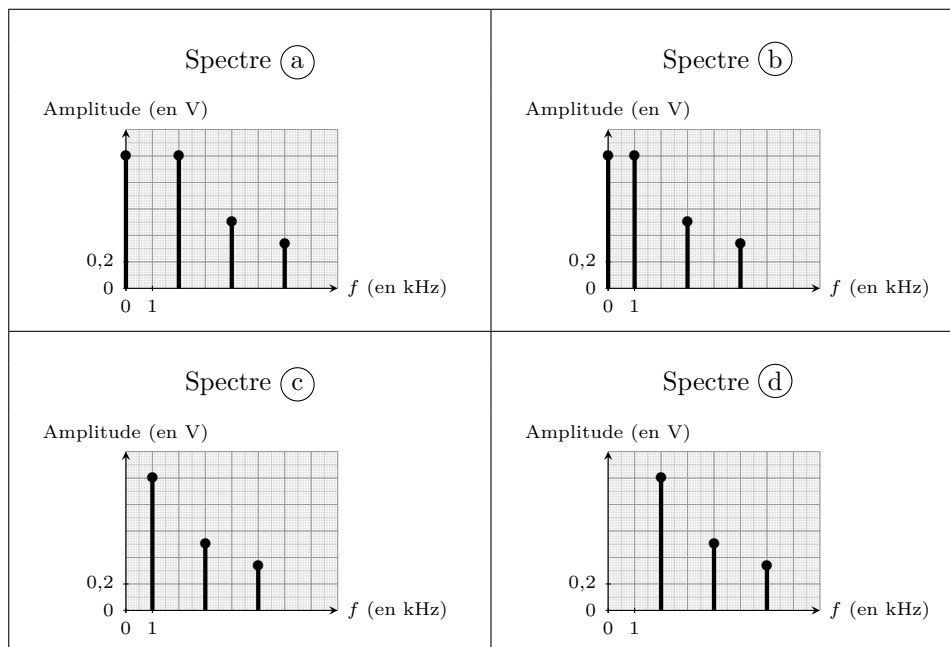 Spectre a
Amplitude (en V)
0,2
0
f (en kHz)
0 1
Spectre b
Amplitude (en V)
0,2
0
f (en kHz)
0 1
Spectre c
Amplitude (en V)
0,2
0
f (en kHz)
0 1
Spectre d
Amplitude (en V)
0,2
0
f (en kHz)
0 1